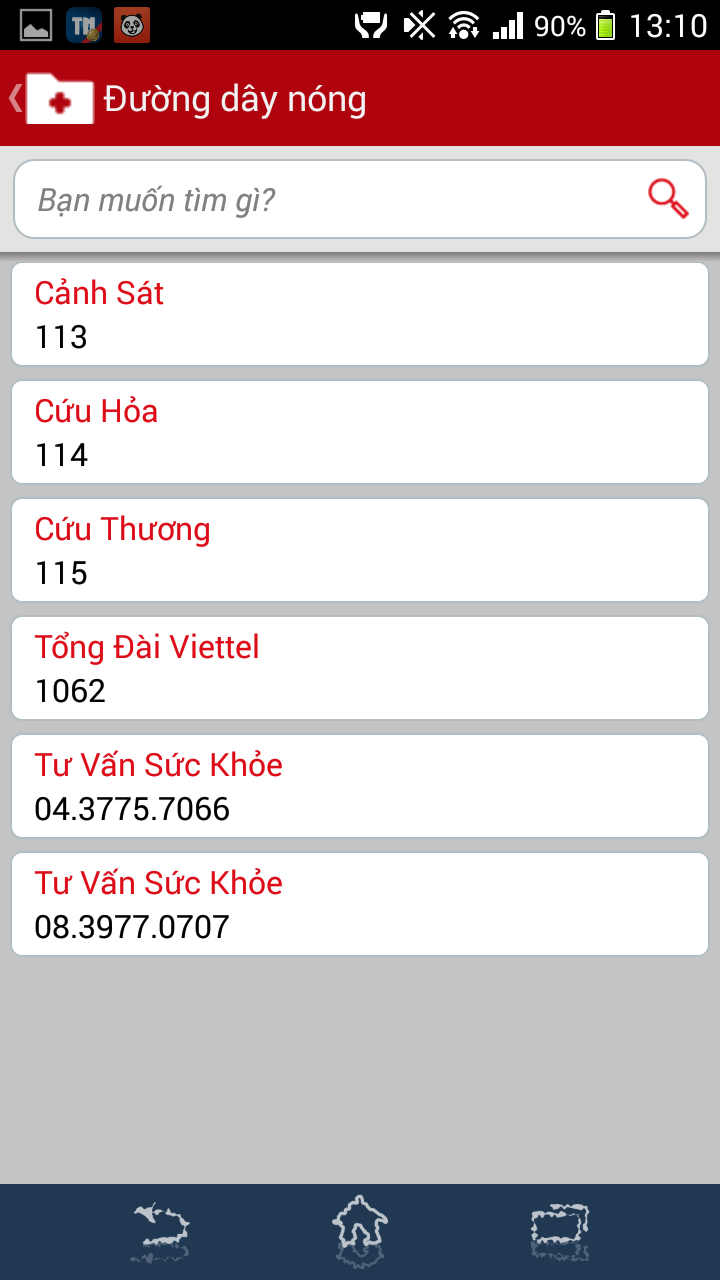 TM
90%
13:10
Đường dây nóng
Bạn muốn tìm gì?
Cảnh Sát
113
Cứu Hỏa
114
Cứu Thương
115
Tổng Đài Viettel
1062
Tư Vấn Sức Khỏe
04.3775.7066
Tư Vấn Sức Khỏe
08.3977.0707